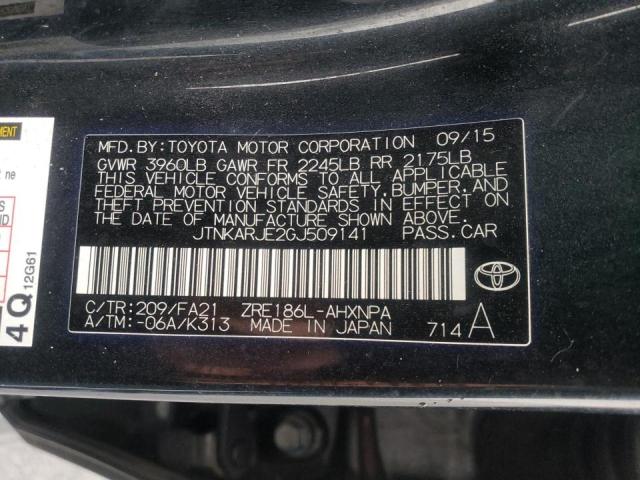 MFD.BY:TOYOTA MOTOR CORPORATION 09/15
GVWR 3960LB GAWR FR 2245LB RR 2175LB
THIS VEHICLE CONFORMS TO ALL APPLICABLE
FEDERAL MOTOR VEHICLE SAFETY, BUMPER, AND
THEFT PREVENTION STANDARDS IN EFFECT ON
THE DATE OF MANUFACTURE SHOWN ABOVE.
JTNKARJE2GJ509141 PASS.CAR
C/TR:209/FA21 ZRE186L-AHXNPA
A/TM:-06A/K313 MADE IN JAPAN 714A
ne
4Q
12G61